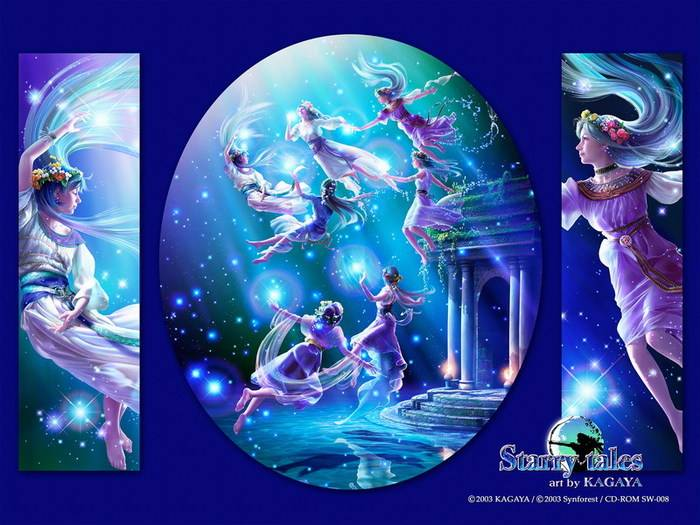 Starry tales
art by KAGAYA
©2003 KAGAYA / ©2003 Synforest / CD-ROM SW-008